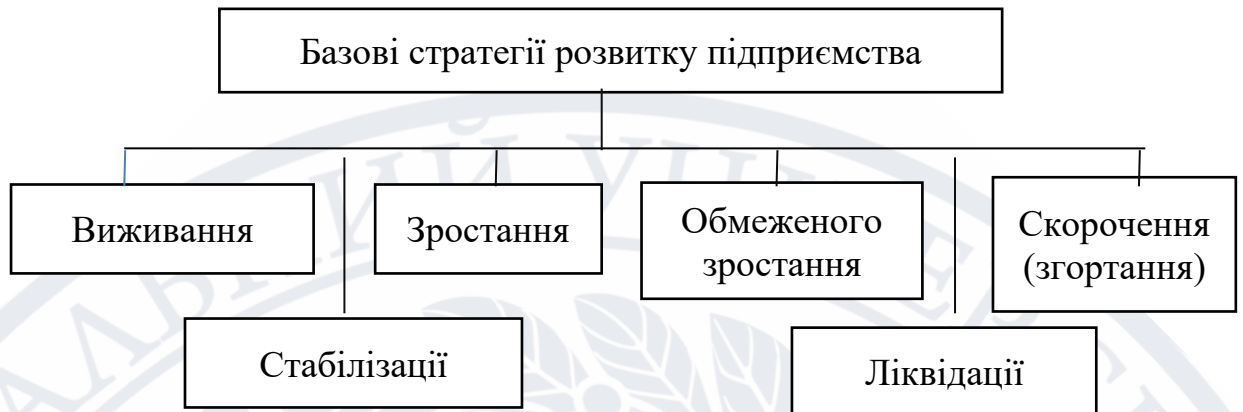 Базові стратегії розвитку підприємства
Виживання
Зростання
Обмеженого
зростання
Скорочення
(згортання)
Стабілізації
Ліквідації